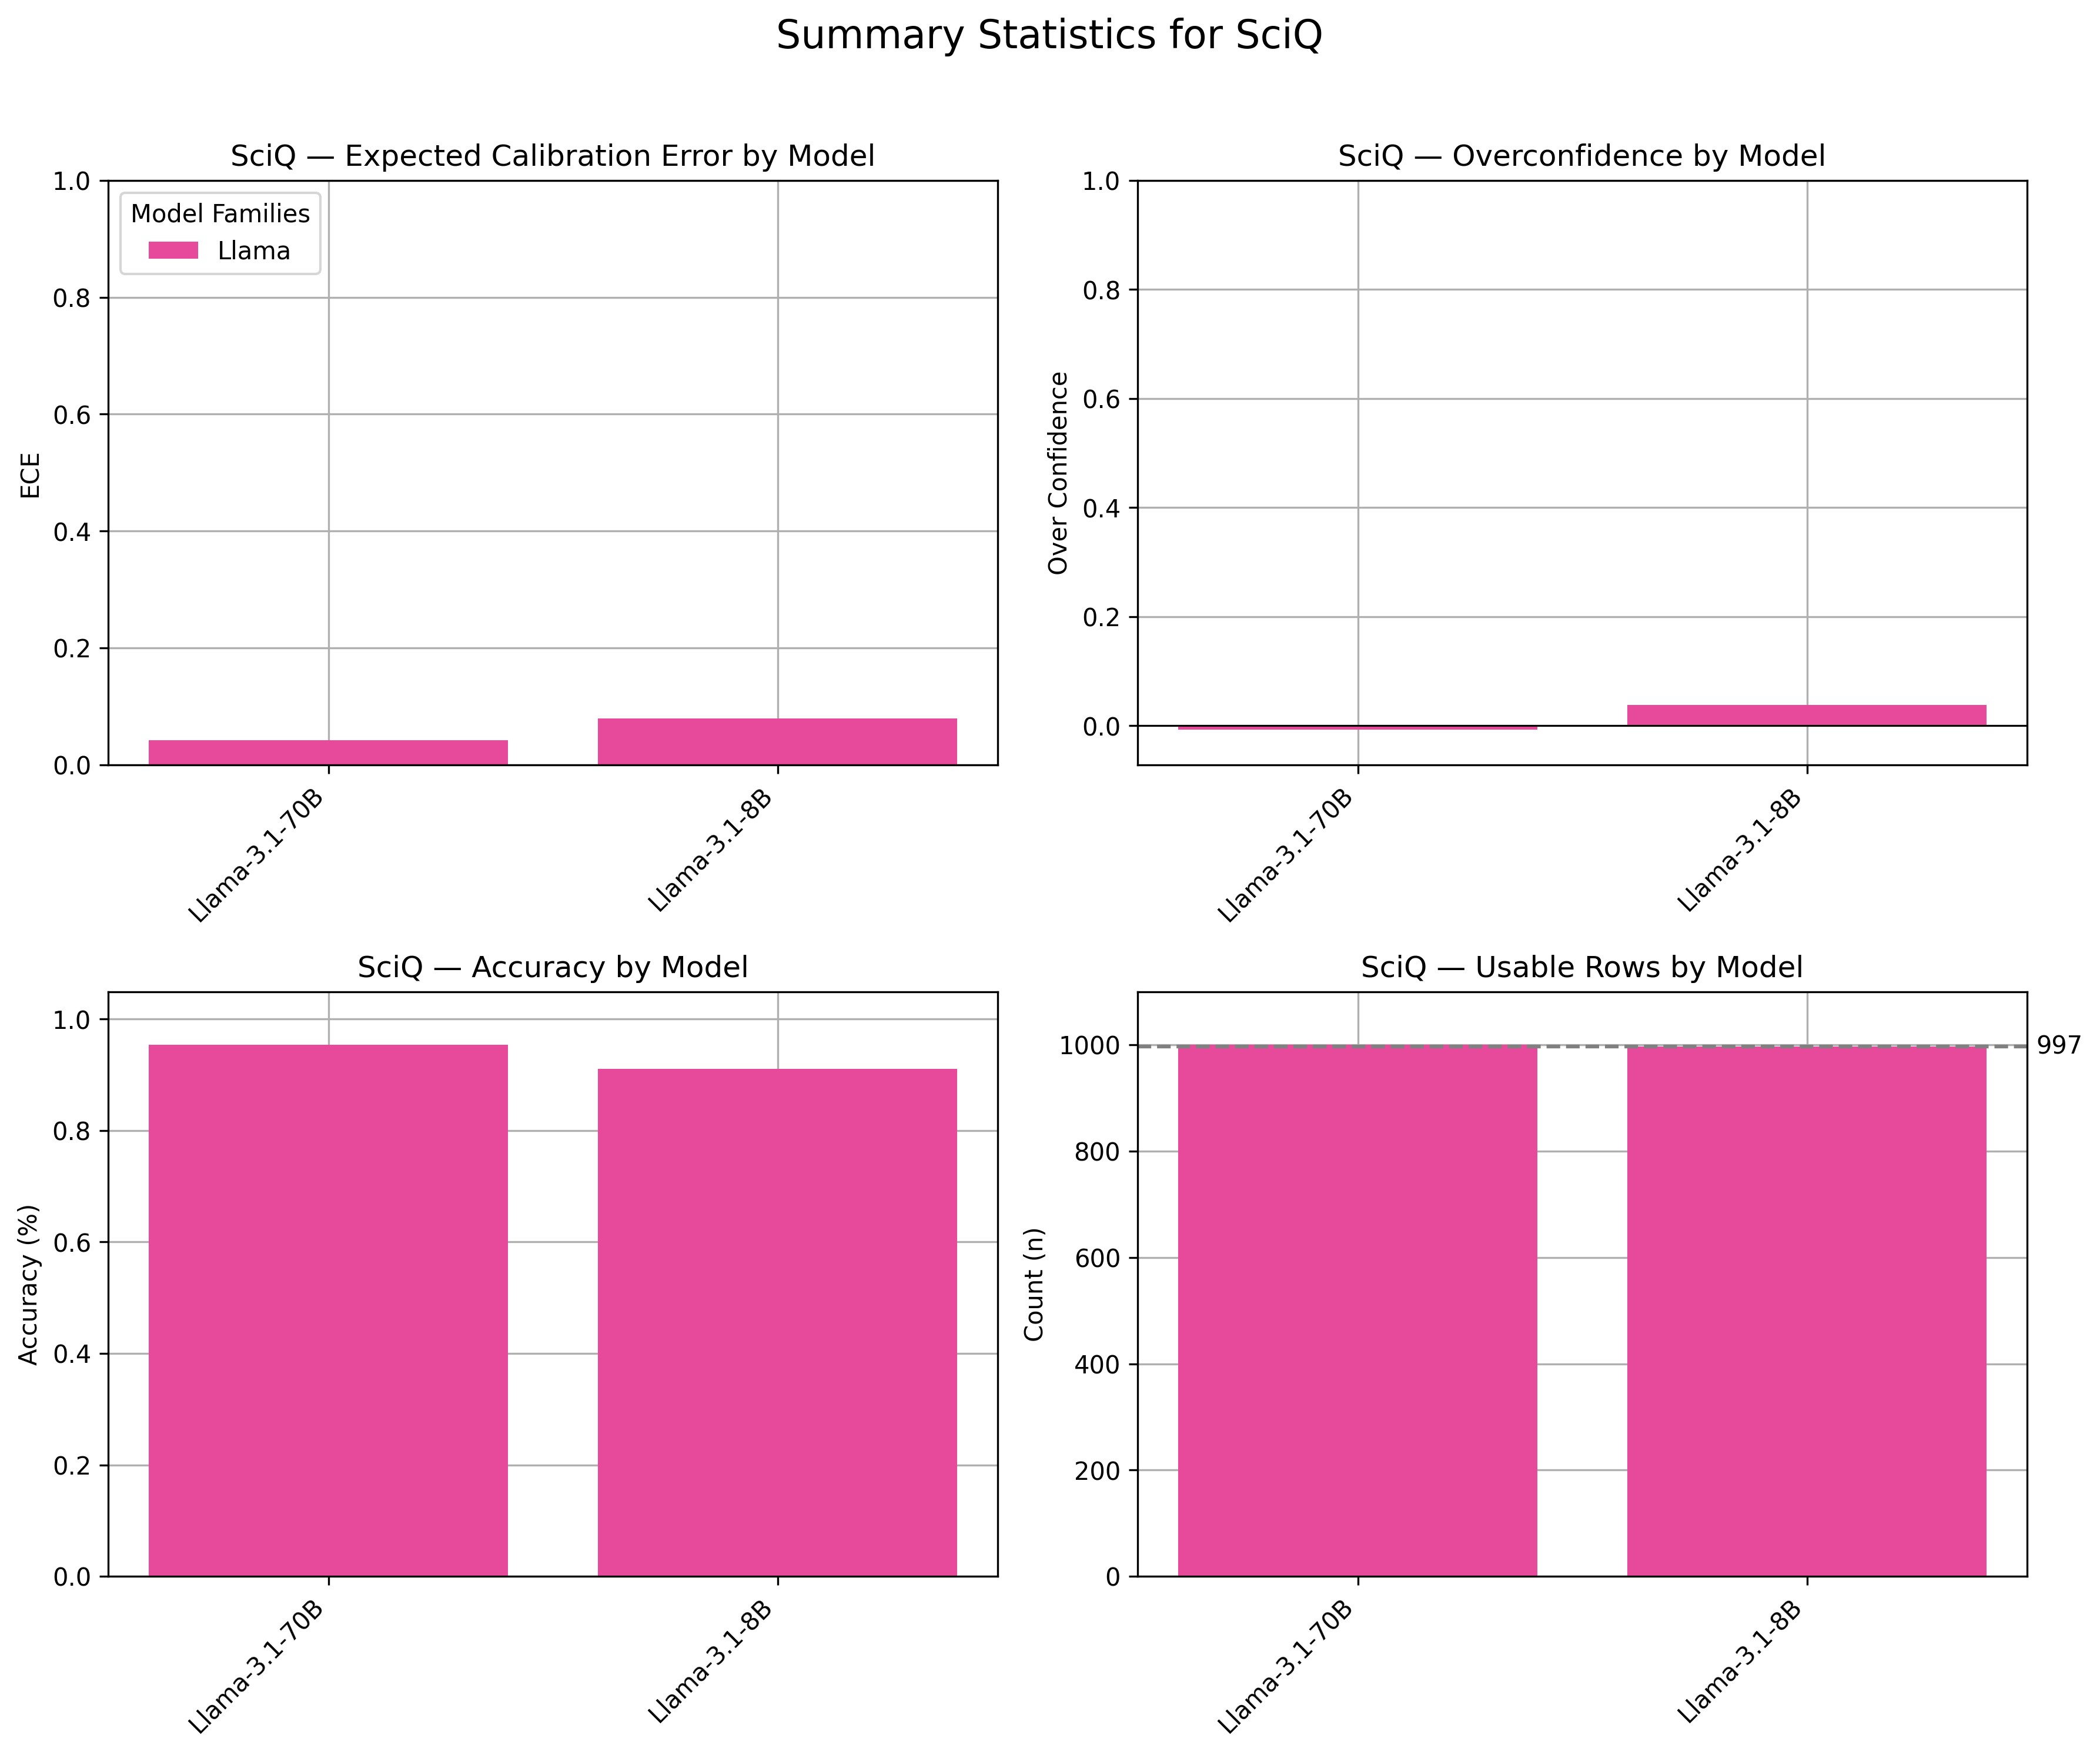 Summary Statistics for SciQ
SciQ — Expected Calibration Error by Model
1.0
0.8
0.6
0.4
0.2
0.0
ECE
Model Families
Llama
Llama-3.1-70B
Llama-3.1-8B
SciQ — Overconfidence by Model
1.0
0.8
0.6
0.4
0.2
0.0
Over Confidence
Llama-3.1-70B
Llama-3.1-8B
SciQ — Accuracy by Model
1.0
0.8
0.6
0.4
0.2
0.0
Accuracy (%)
Llama-3.1-70B
Llama-3.1-8B
SciQ — Usable Rows by Model
1000
800
600
400
200
0
Count (n)
997
Llama-3.1-70B
Llama-3.1-8B